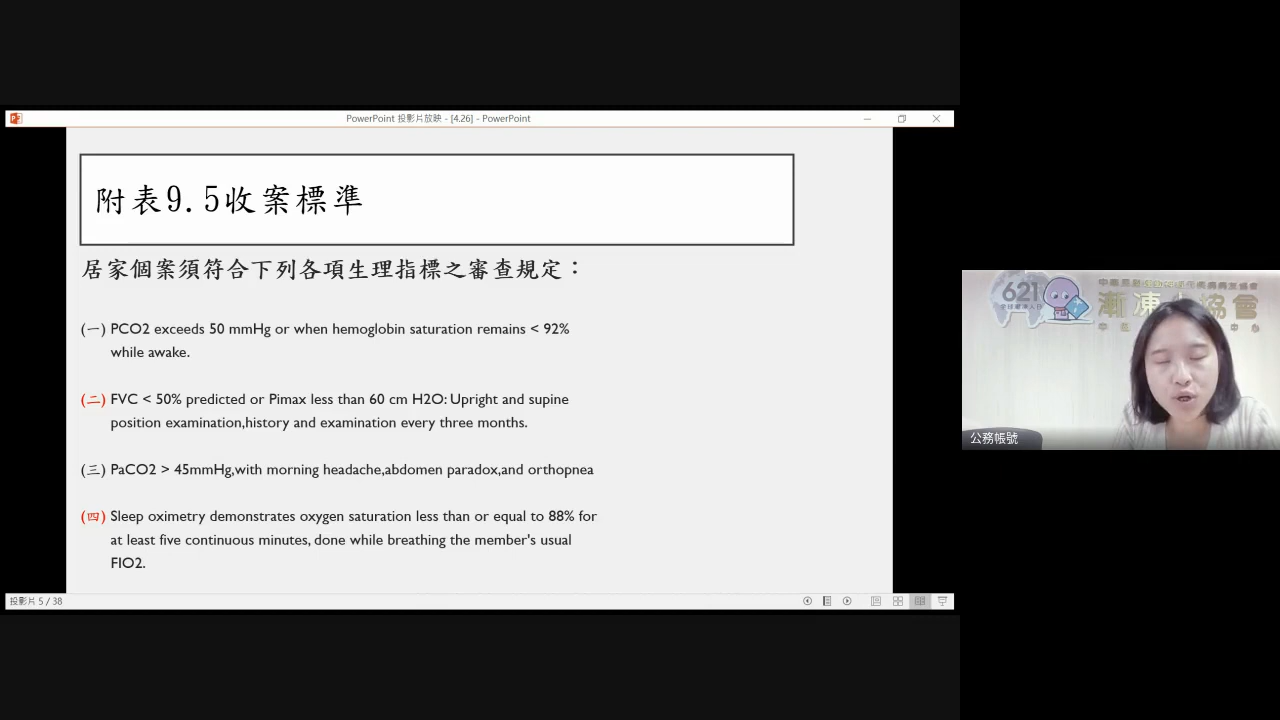 PowerPoint 投影片放映 - [4.26] - PowerPoint
附表9.5收案標準
居家個案須符合下列各項生理指標之審查規定：
(一) PCO2 exceeds 50 mmHg or when hemoglobin saturation remains < 92%
while awake.
(二) FVC < 50% predicted or Pimax less than 60 cm H2O: Upright and supine
position examination,history and examination every three months.
(三) PaCO2 > 45mmHg,with morning headache,abdomen paradox,and orthopnea
(四) Sleep oximetry demonstrates oxygen saturation less than or equal to 88% for
at least five continuous minutes, done while breathing the member's usual
FIO2.
投影片 5 / 38
621
漸凍人協會
公務帳號